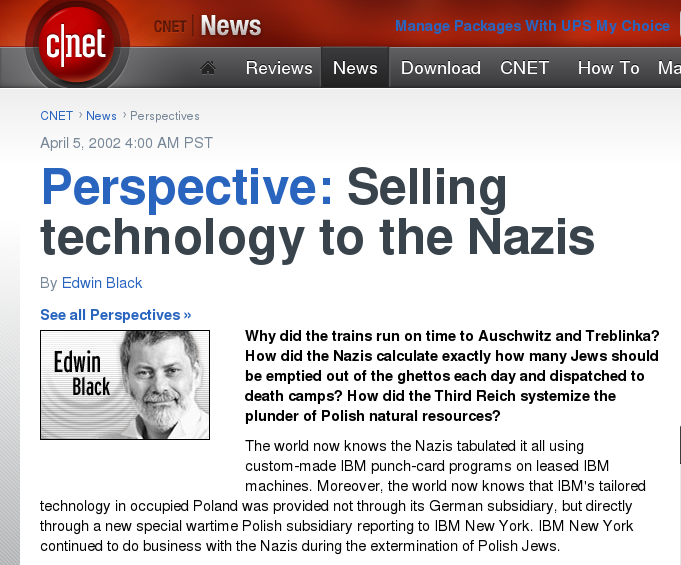 c|net
CNET | News
Manage Packages With UPS My Choice
Reviews News Download CNET How To Ma
CNET › News › Perspectives
April 5, 2002 4:00 AM PST
Perspective: Selling
technology to the Nazis
By Edwin Black
See all Perspectives »
Edwin
Black
Why did the trains run on time to Auschwitz and Treblinka?
How did the Nazis calculate exactly how many Jews should
be emptied out of the ghettos each day and dispatched to
death camps? How did the Third Reich systemize the
plunder of Polish natural resources?
The world now knows the Nazis tabulated it all using
custom-made IBM punch-card programs on leased IBM
machines. Moreover, the world now knows that IBM's tailored
technology in occupied Poland was provided not through its German subsidiary, but directly
through a new special wartime Polish subsidiary reporting to IBM New York. IBM New York
continued to do business with the Nazis during the extermination of Polish Jews.